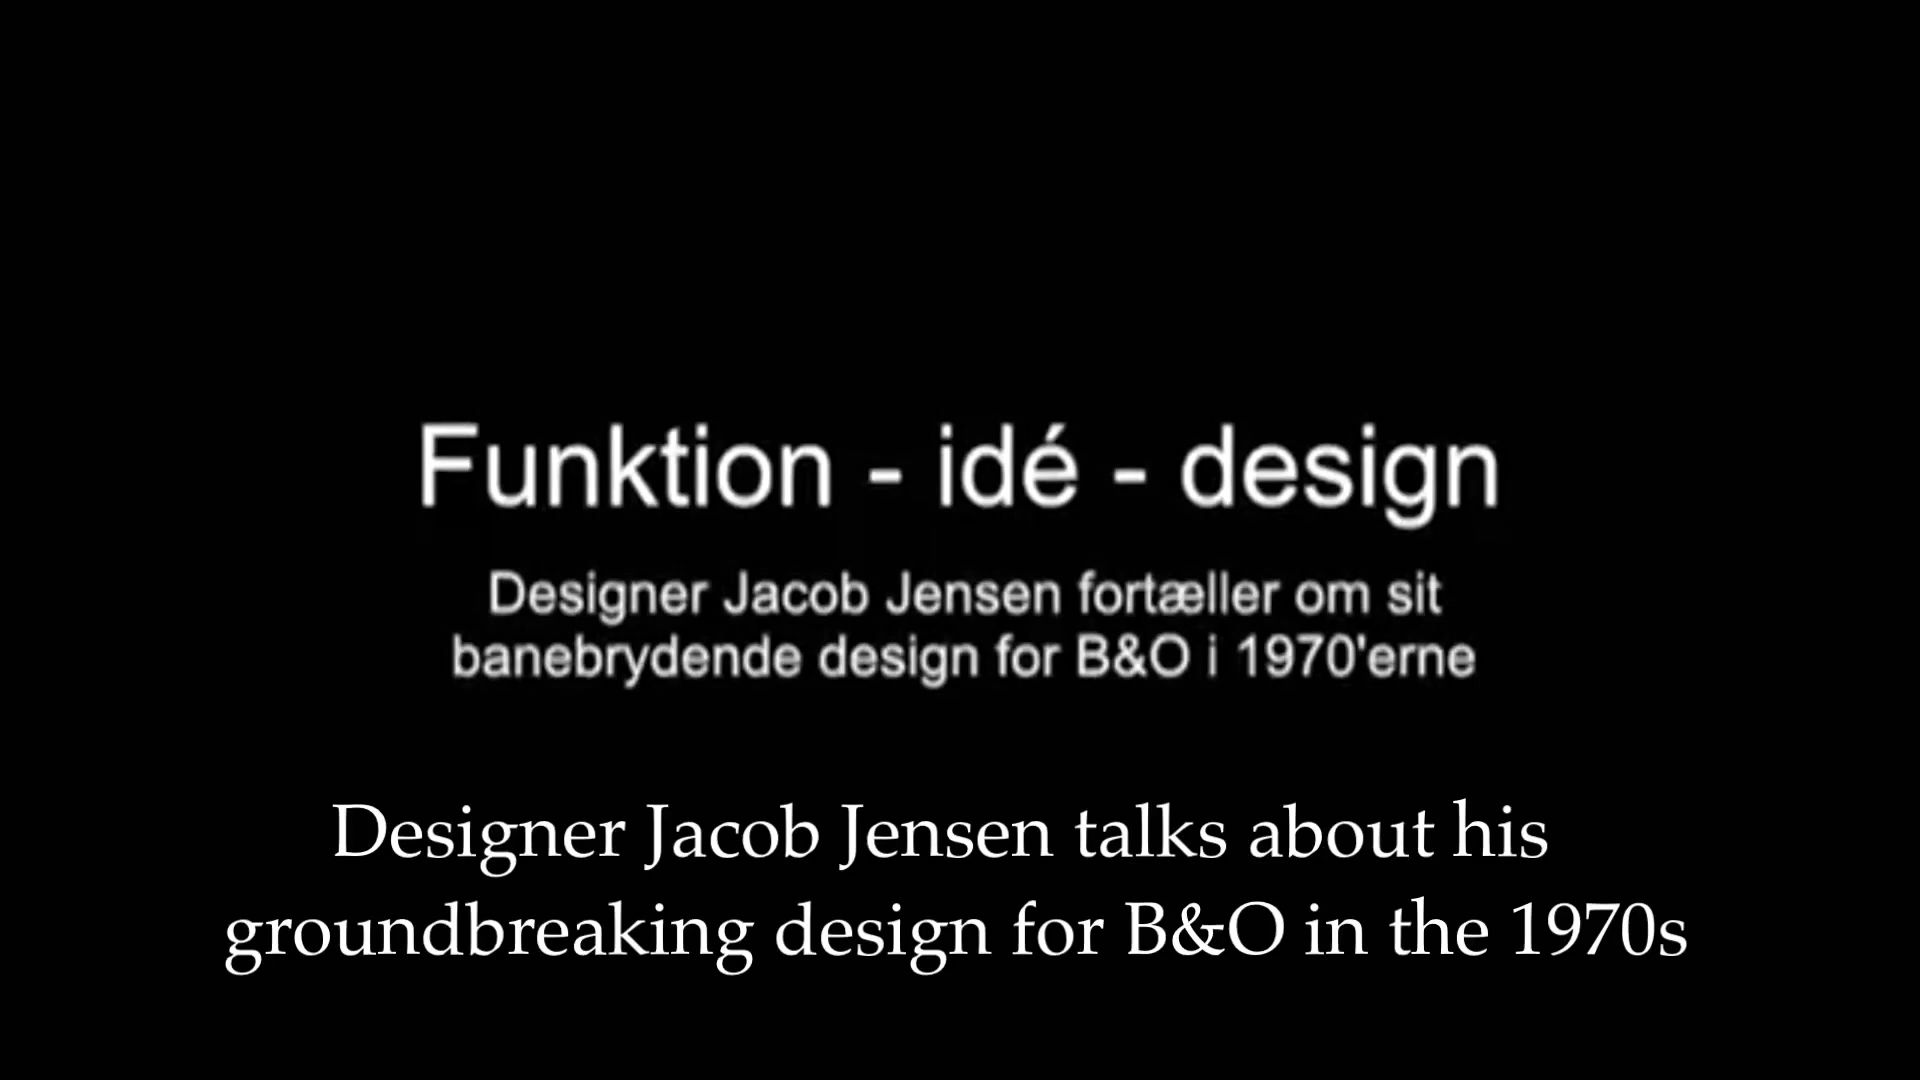 Funktion - idé - design
Designer Jacob Jensen fortæller om sit
banebrydende design for B&O i 1970'erne
Designer Jacob Jensen talks about his
groundbreaking design for B&O in the 1970s